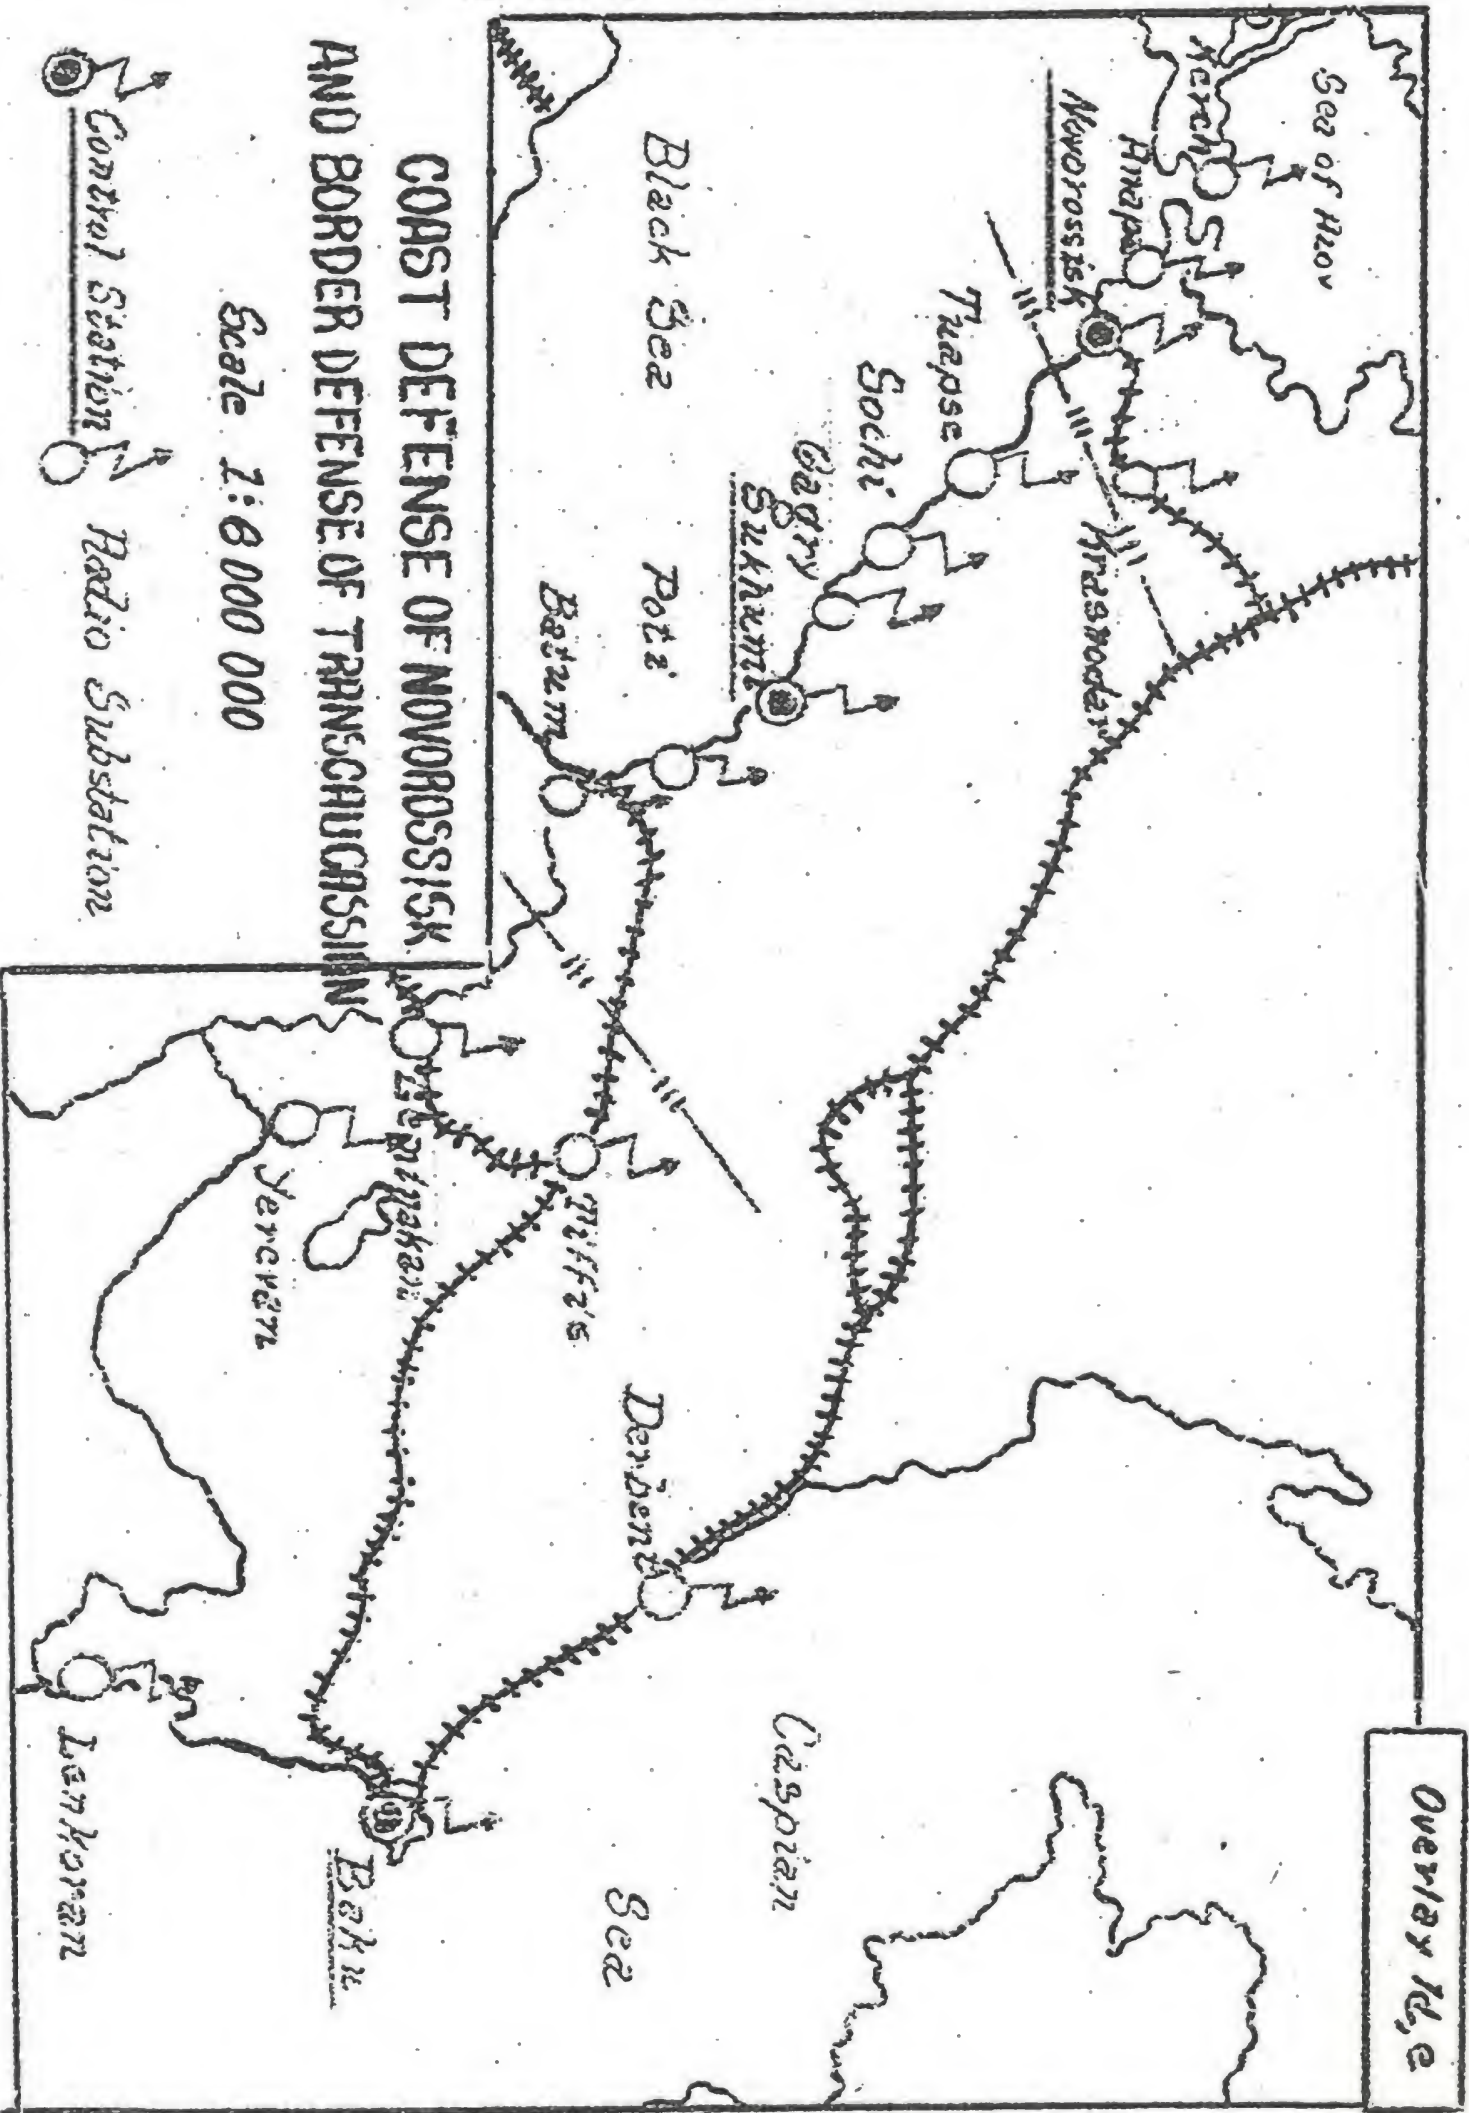 Overlay 1d,e
Sea of Azov
Kerch
Anapa
Novorossisk
Krasnodar
Tuapse
Sochi
Gagry
Sukhumi
Black Sea
Poti
Batum
Caspian
Sea
Derbent
Tiflis
Leninakan
Yerevan
Baku
Lenkoran
COAST DEFENSE OF NOVOROSSISK
AND BORDER DEFENSE OF TRANSCAUCASIAN
Scale 1:6 000 000
Control Station
Radio Substation